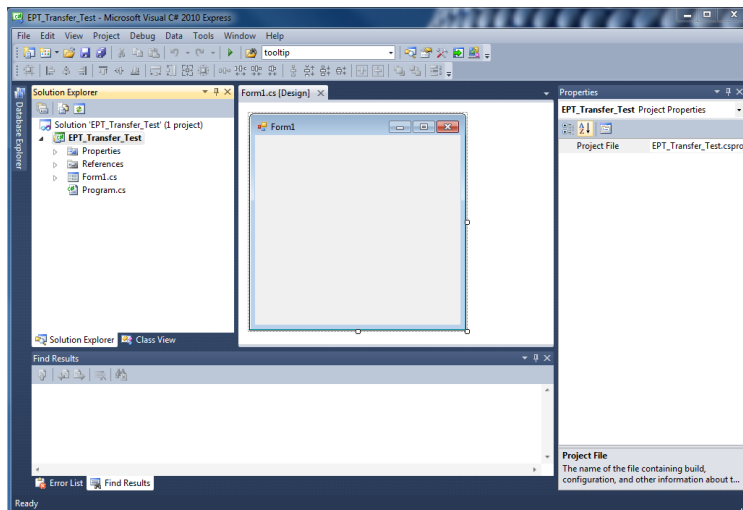 EPT_Transfer_Test - Microsoft Visual C# 2010 Express
File Edit View Project Debug Data Tools Window Help
tooltip
Database Explorer
Solution Explorer
Solution 'EPT_Transfer_Test' (1 project)
EPT_Transfer_Test
Properties
References
Form1.cs
Program.cs
Solution Explorer Class View
Form1.cs [Design]
Form1
Properties
EPT_Transfer_Test Project Properties
Project File EPT_Transfer_Test.cspro
Find Results
Error List Find Results
Project File
The name of the file containing build,
configuration, and other information about t...
Ready